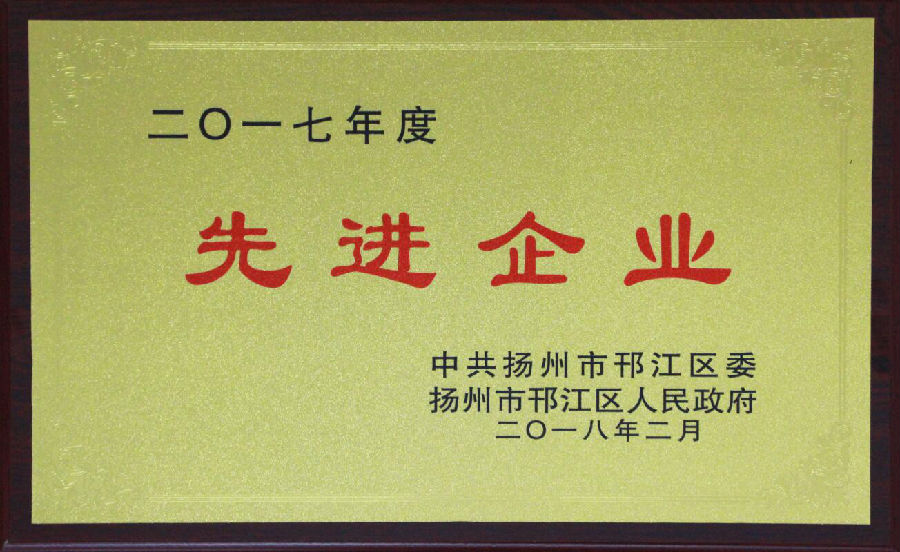 二〇一七年度
先进企业
中共扬州市邗江区委
扬州市邗江区人民政府
二〇一八年二月